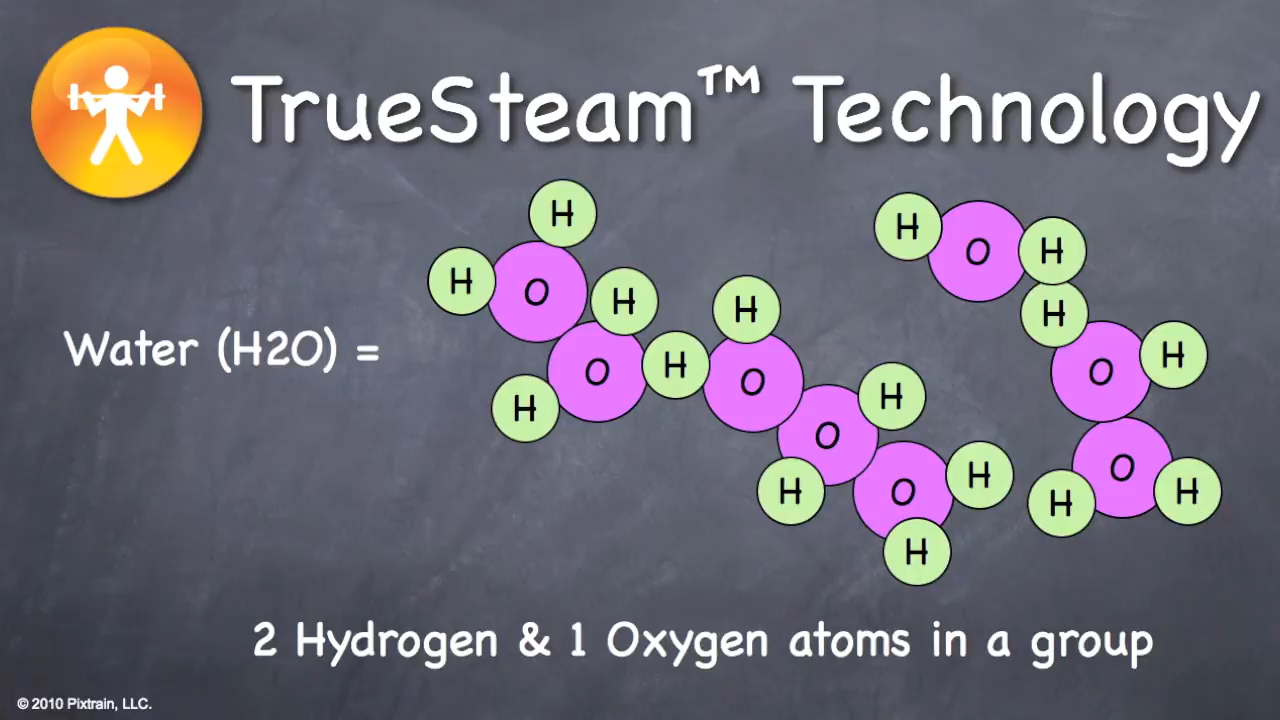 TrueSteam™ Technology
H
H
O
H
H
O
H
H
O
H
O
H
H
O
H
H
O
H
H
O
H
H
O
H
Water (H2O) =
2 Hydrogen & 1 Oxygen atoms in a group
© 2010 Pixtrain, LLC.